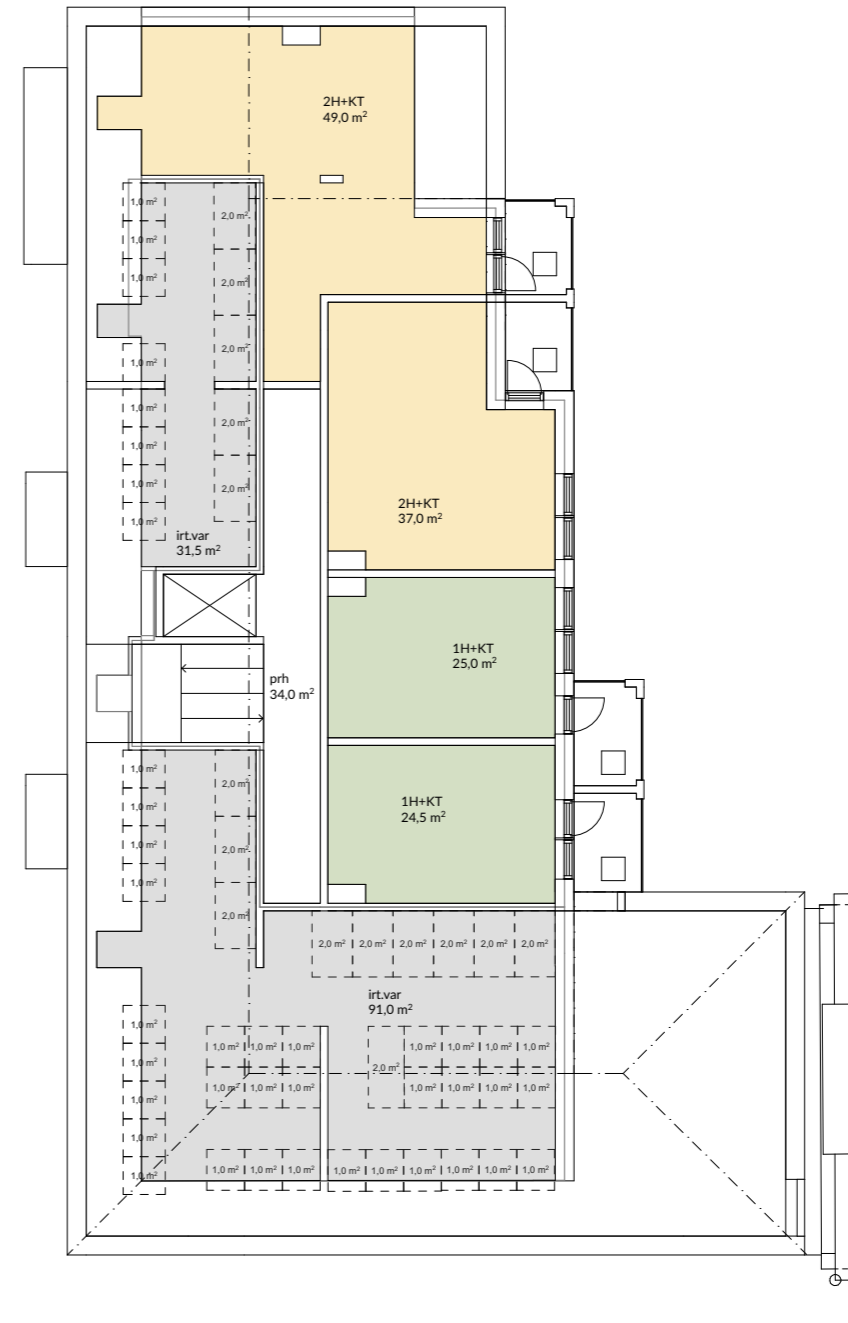 2H+KT
49,0 m²
1,0 m²
2,0 m²
1,0 m²
1,0 m²
2,0 m²
2,0 m²
1,0 m²
1,0 m²
2,0 m²
1,0 m²
1,0 m²
2,0 m²
1,0 m²
2H+KT
37,0 m²
irt.var
31,5 m²
1H+KT
25,0 m²
prh
34,0 m²
1,0 m²
2,0 m²
1,0 m²
1H+KT
24,5 m²
1,0 m²
2,0 m²
1,0 m²
2,0 m²
2,0 m² 2,0 m² 2,0 m² 2,0 m² 2,0 m² 2,0 m²
irt.var
91,0 m²
1,0 m²
1,0 m² 1,0 m² 1,0 m² 1,0 m² 1,0 m² 1,0 m² 1,0 m²
1,0 m²
2,0 m²
1,0 m² 1,0 m² 1,0 m² 1,0 m² 1,0 m² 1,0 m² 1,0 m²
1,0 m²
1,0 m²
1,0 m² 1,0 m² 1,0 m² 1,0 m² 1,0 m² 1,0 m² 1,0 m² 1,0 m² 1,0 m²
1,0 m²